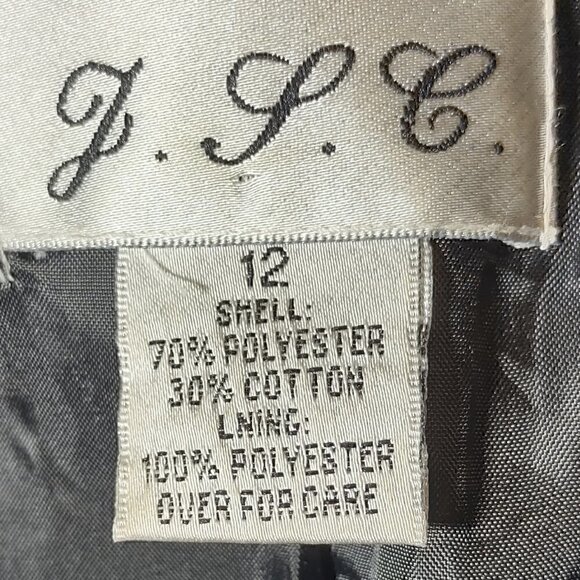 J. S. C.
12
SHELL:
70% POLYESTER
30% COTTON
LNING:
100% POLYESTER
OVER FOR CARE